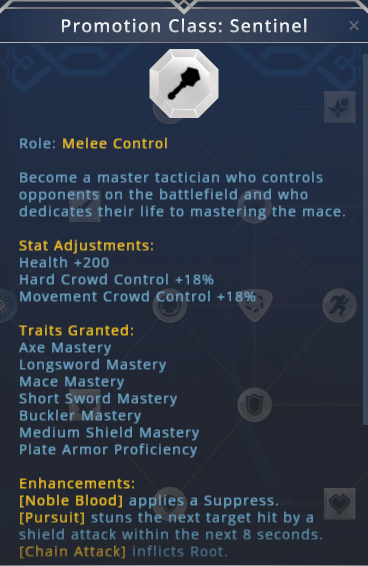 Promotion Class: Sentinel
Role: Melee Control
Become a master tactician who controls
opponents on the battlefield and who
dedicates their life to mastering the mace.
Stat Adjustments:
Health +200
Hard Crowd Control +18%
Movement Crowd Control +18%
Traits Granted:
Axe Mastery
Longsword Mastery
Mace Mastery
Short Sword Mastery
Buckler Mastery
Medium Shield Mastery
Plate Armor Proficiency
Enhancements:
[Noble Blood] applies a Suppress.
[Pursuit] stuns the next target hit by a
shield attack within the next 8 seconds.
[Chain Attack] inflicts Root.